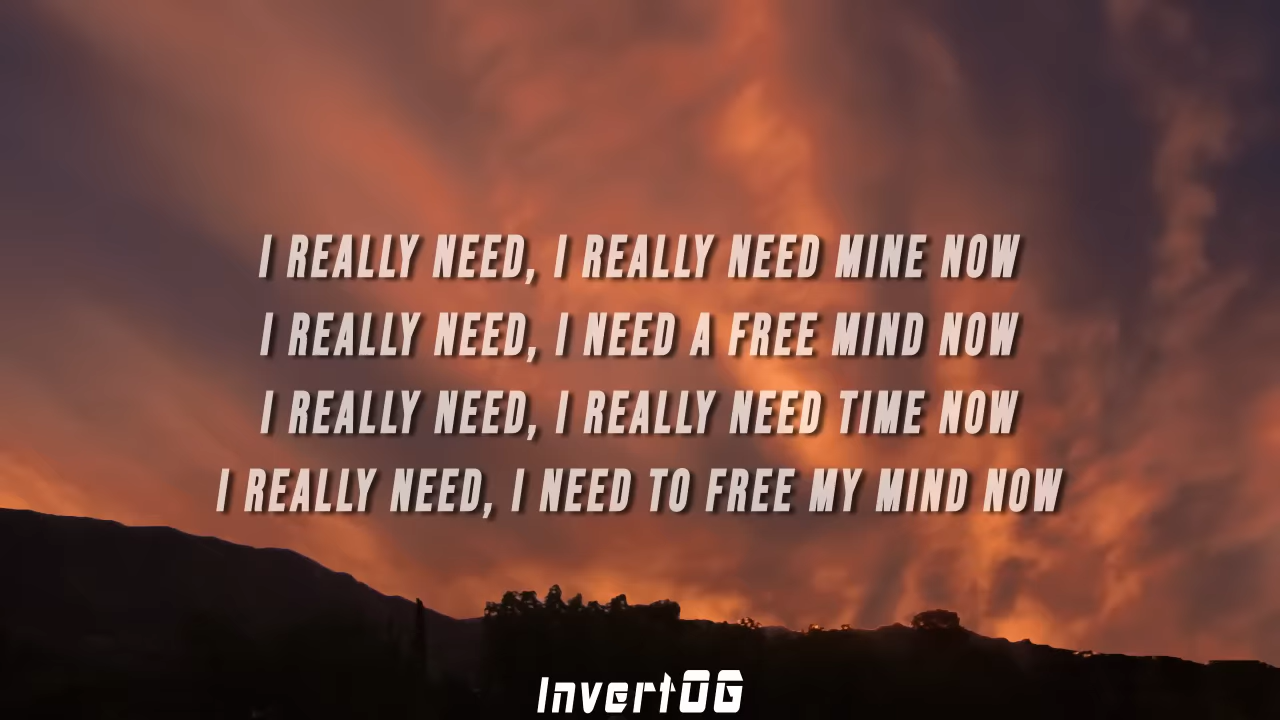 I REALLY NEED, I REALLY NEED MINE NOW
I REALLY NEED, I NEED A FREE MIND NOW
I REALLY NEED, I REALLY NEED TIME NOW
I REALLY NEED, I NEED TO FREE MY MIND NOW
InvertOG